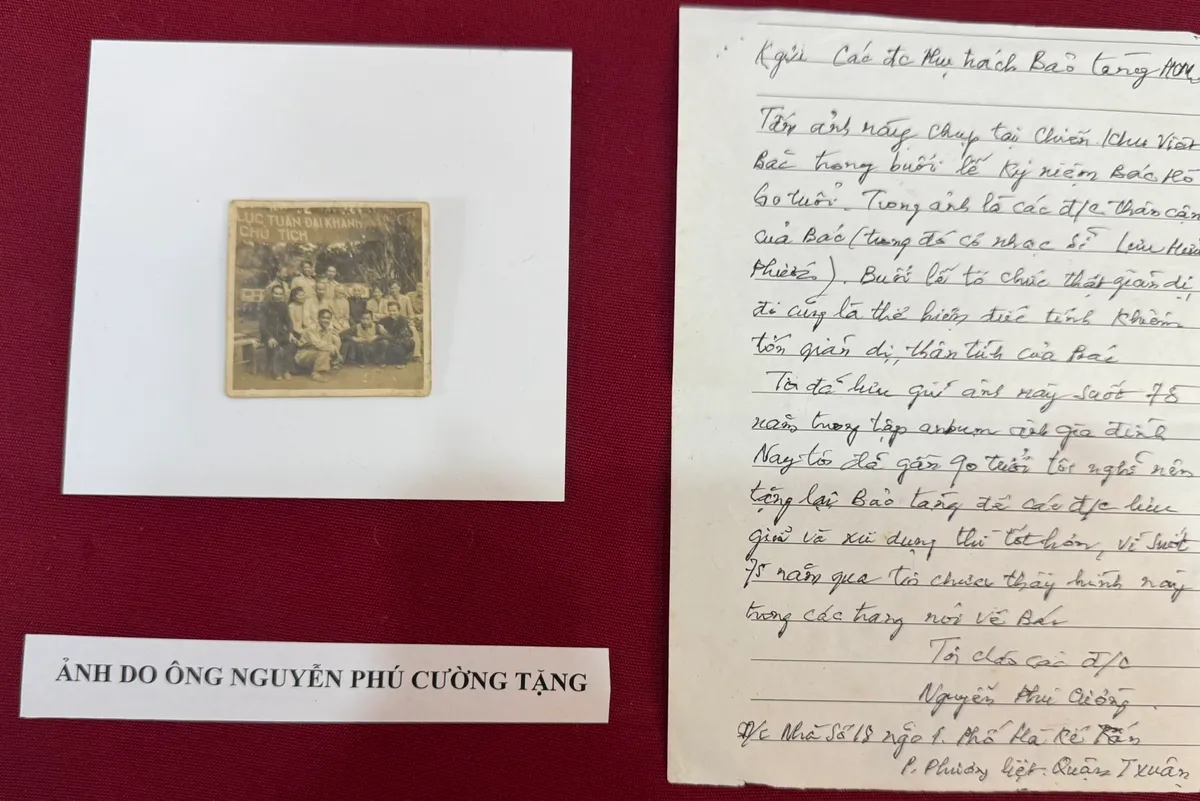 LỤC TUẦN ĐẠI KHÁNH
CHỦ TỊCH
ẢNH DO ÔNG NGUYỄN PHÚ CƯỜNG TẶNG
Kgửi Các đc Phụ trách Bảo tàng HCM
Tấm ảnh này chụp tại Chiến khu Việt
Bắc trong buổi lễ kỷ niệm Bác Hồ
60 tuổi. Trong ảnh là các đ/c thân cận
của Bác (trong đó có nhạc sĩ Lưu Hữu
Phước). Buổi lễ tổ chức thật giản dị,
đó cũng là thể hiện đức tính khiêm
tốn giản dị, thân tình của Bác
Tôi đã lưu giữ ảnh này suốt 75
năm trong tập anbum ảnh gia đình
Nay tôi đã gần 90 tuổi tôi nghĩ nên
tặng lại Bảo tàng để các đ/c lưu
giữ và xử dụng thì tốt hơn, vì suốt
75 năm qua tôi chưa thấy hình này
trong các trang nói về Bác
Tôi chào các đ/c
Nguyễn Phú Cường.
Đ/c Nhà Số 18 ngõ 1. Phố Hà Kế Tấn
P. Phương liệt. Quận T Xuân